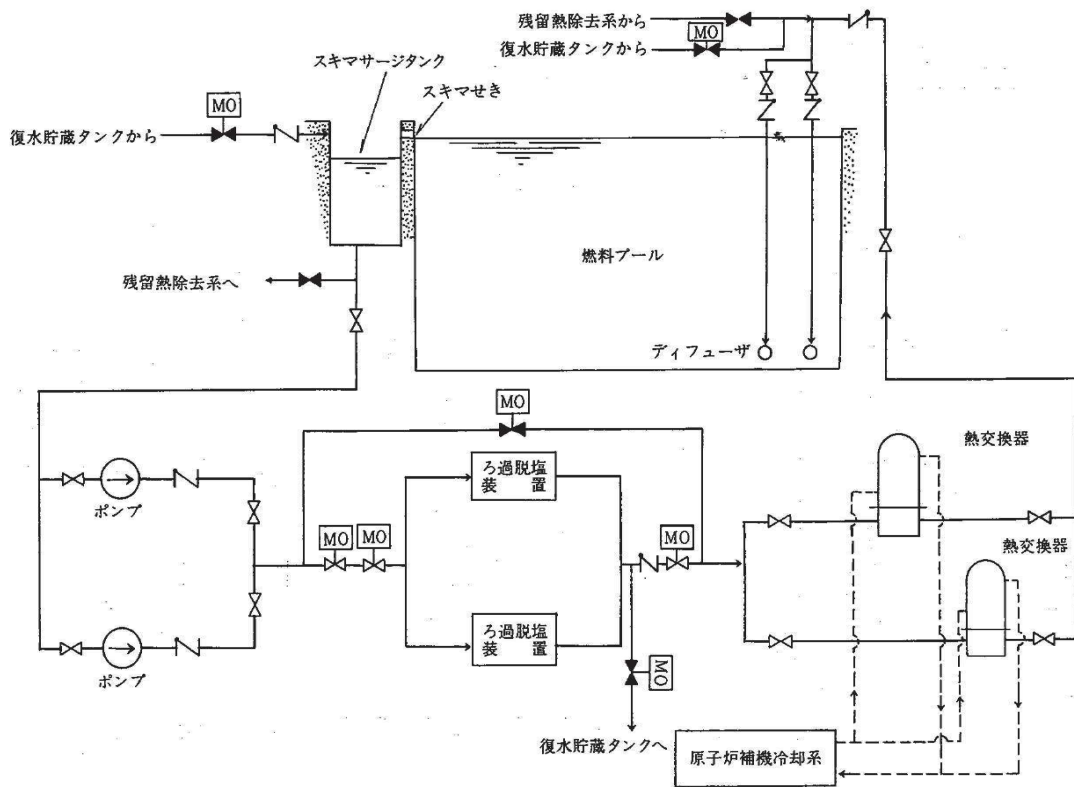 残留熱除去系から
MO
復水貯蔵タンクから
スキマサージタンク
スキマせき
MO
復水貯蔵タンクから
燃料プール
残留熱除去系へ
ディフューザ
MO
熱交換器
ろ過脱塩
装　置
ポンプ
MO
MO
MO
熱交換器
ろ過脱塩
装　置
ポンプ
MO
復水貯蔵タンクへ
原子炉補機冷却系